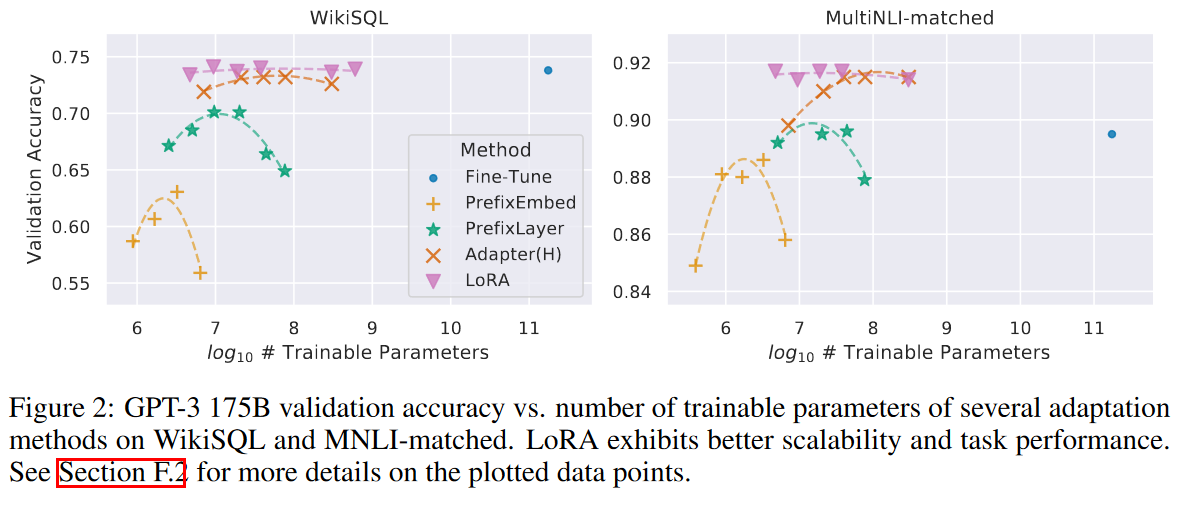 WikiSQL
MultiNLI-matched
Validation Accuracy
0.75
0.70
0.65
0.60
0.55
6 7 8 9 10 11
log10 # Trainable Parameters
Method
Fine-Tune
PrefixEmbed
PrefixLayer
Adapter(H)
LoRA
0.92
0.90
0.88
0.86
0.84
6 7 8 9 10 11
log10 # Trainable Parameters
Figure 2: GPT-3 175B validation accuracy vs. number of trainable parameters of several adaptation
methods on WikiSQL and MNLI-matched. LoRA exhibits better scalability and task performance.
See Section F.2 for more details on the plotted data points.